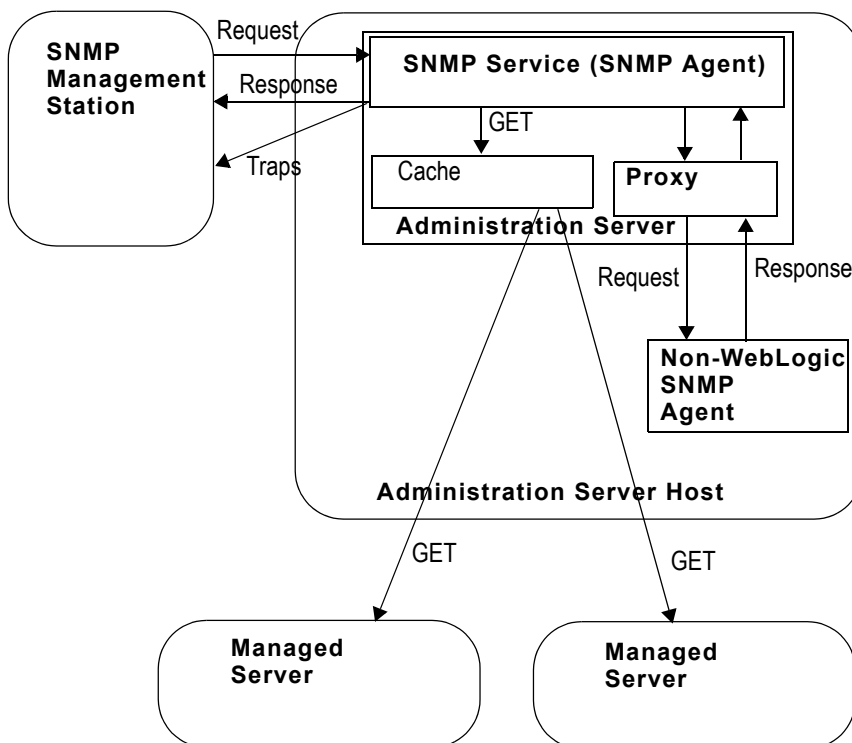 Request
SNMP
Management
Station
SNMP Service (SNMP Agent)
Response
GET
Traps
Cache
Proxy
Administration Server
Request
Response
Non-WebLogic
SNMP
Agent
Administration Server Host
GET
GET
Managed
Server
Managed
Server